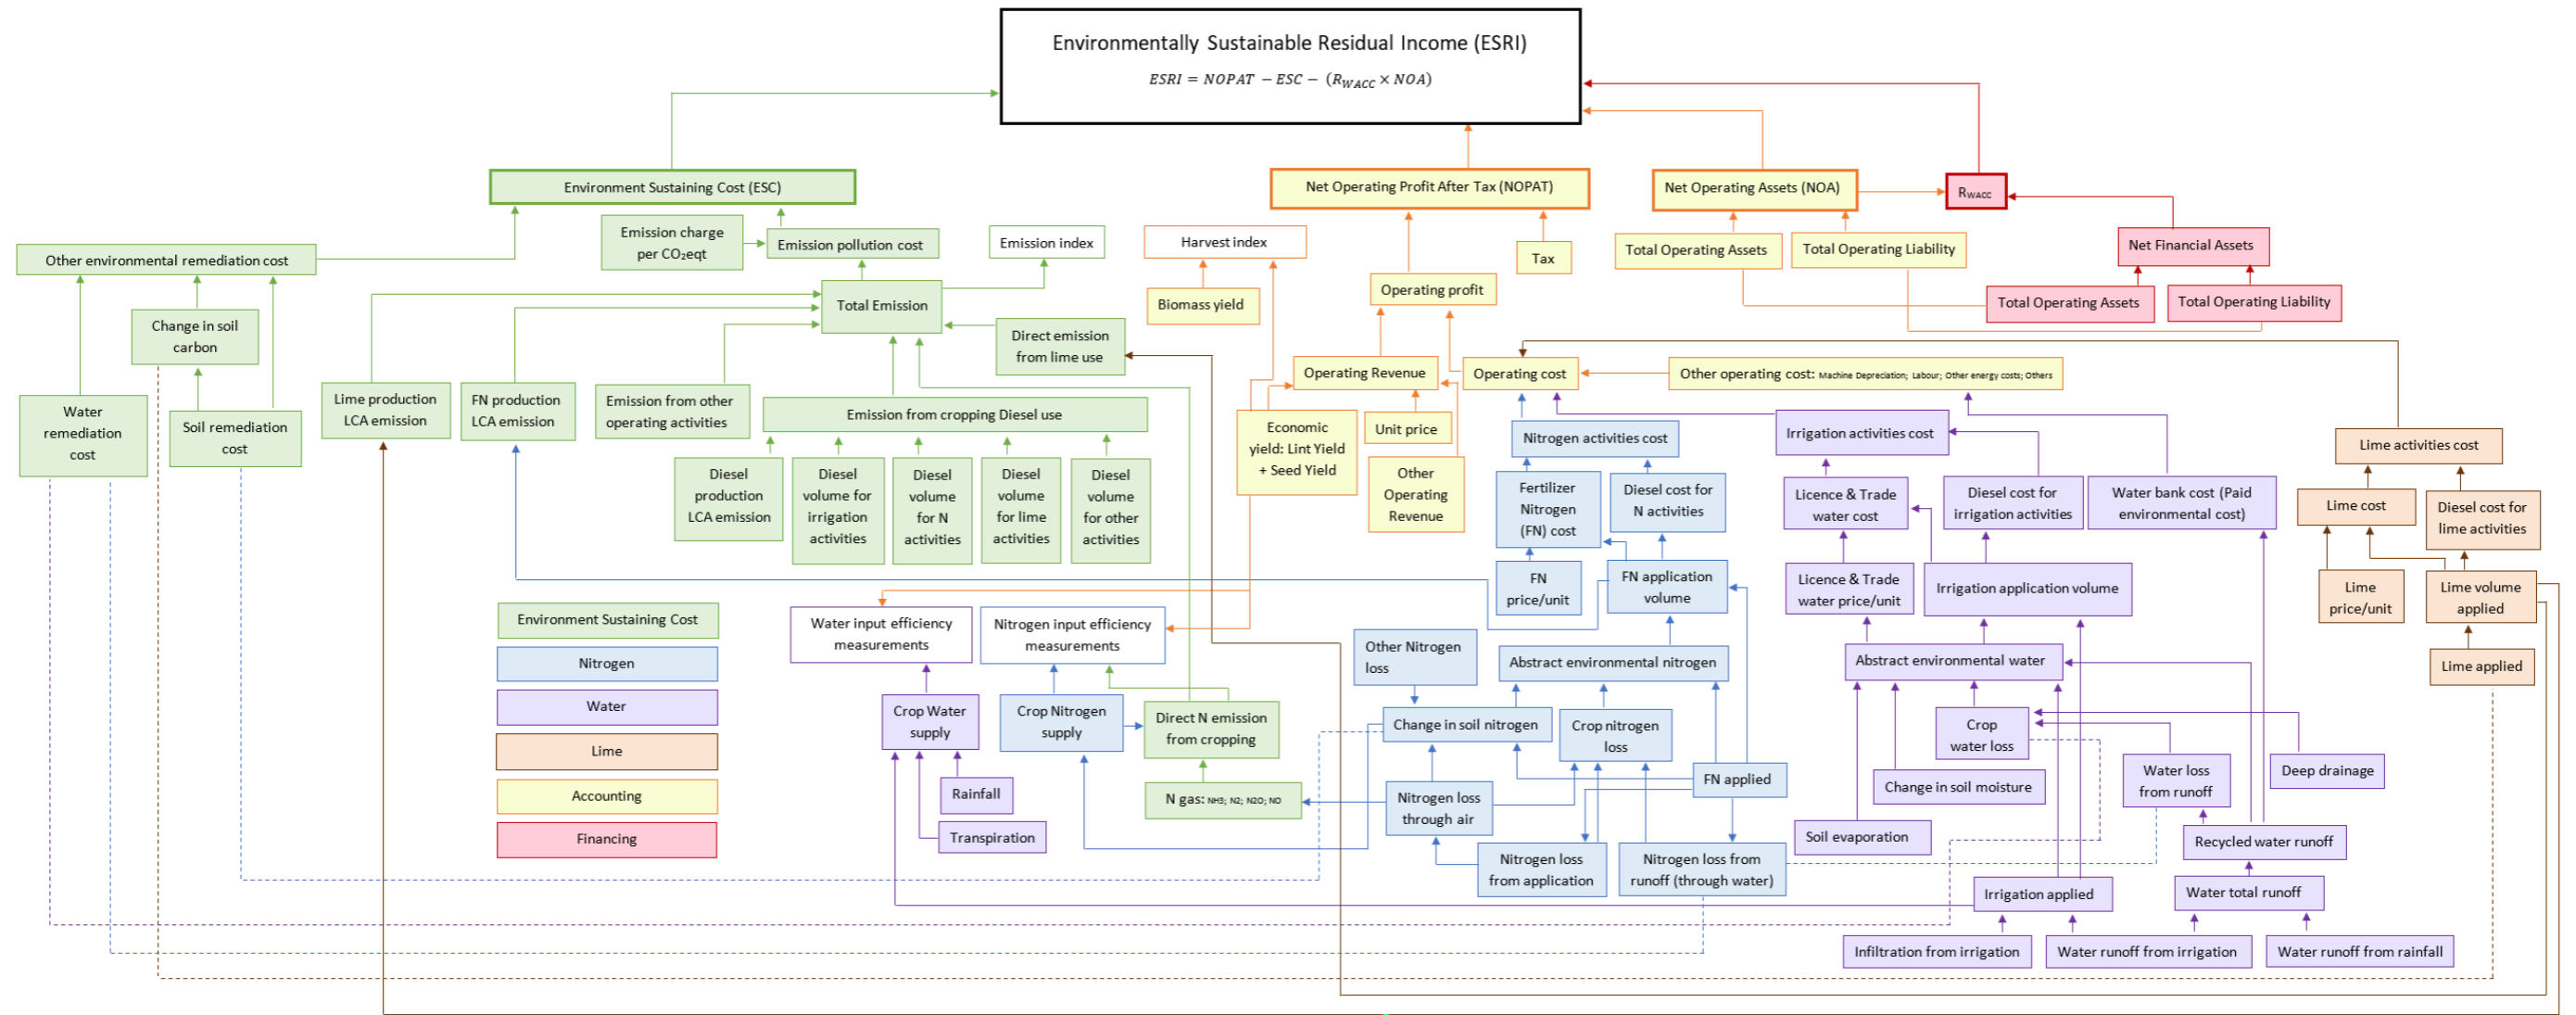 Environmentally Sustainable Residual Income (ESRI)
ESRI = NOPAT − ESC − (R_WACC × NOA)
Environment Sustaining Cost (ESC)
Net Operating Profit After Tax (NOPAT)
Net Operating Assets (NOA)
R_WACC
Other environmental remediation cost
Emission charge
per CO₂eqt
Emission pollution cost
Emission index
Harvest index
Tax
Total Operating Assets
Total Operating Liability
Net Financial Assets
Change in soil
carbon
Total Emission
Direct emission
from lime use
Biomass yield
Operating profit
Total Operating Assets
Total Operating Liability
Water
remediation
cost
Soil remediation
cost
Lime production
LCA emission
FN production
LCA emission
Emission from other
operating activities
Emission from cropping Diesel use
Operating Revenue
Operating cost
Other operating cost: Machine Depreciation; Labour; Other energy costs; Others
Economic
yield: Lint Yield
+ Seed Yield
Unit price
Other
Operating
Revenue
Nitrogen activities cost
Irrigation activities cost
Lime activities cost
Diesel
production
LCA emission
Diesel
volume for
irrigation
activities
Diesel
volume
for N
activities
Diesel
volume
for lime
activities
Diesel
volume
for other
activities
Fertilizer
Nitrogen
(FN) cost
Diesel cost for
N activities
Licence & Trade
water cost
Diesel cost for
irrigation activities
Water bank cost (Paid
environmental cost)
Lime cost
Diesel cost for
lime activities
FN
price/unit
FN application
volume
Licence & Trade
water price/unit
Irrigation application volume
Lime
price/unit
Lime volume
applied
Environment Sustaining Cost
Nitrogen
Water
Lime
Accounting
Financing
Water input efficiency
measurements
Nitrogen input efficiency
measurements
Other Nitrogen
loss
Abstract environmental nitrogen
Abstract environmental water
Lime applied
Crop Water
supply
Crop Nitrogen
supply
Direct N emission
from cropping
Change in soil nitrogen
Crop nitrogen
loss
Crop
water loss
Rainfall
N gas: NH3; N2; N2O; NO
Nitrogen loss
through air
FN applied
Change in soil moisture
Water loss
from runoff
Deep drainage
Transpiration
Nitrogen loss
from application
Nitrogen loss from
runoff (through water)
Soil evaporation
Recycled water runoff
Irrigation applied
Water total runoff
Infiltration from irrigation
Water runoff from irrigation
Water runoff from rainfall